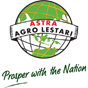 ASTRA
AGRO LESTARI
Prosper with the Nation